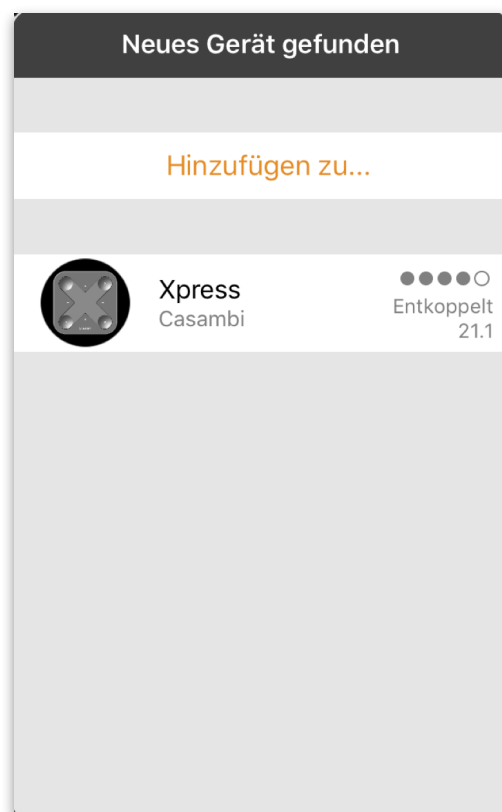 Neues Gerät gefunden
Hinzufügen zu...
Xpress
Casambi
Entkoppelt
21.1